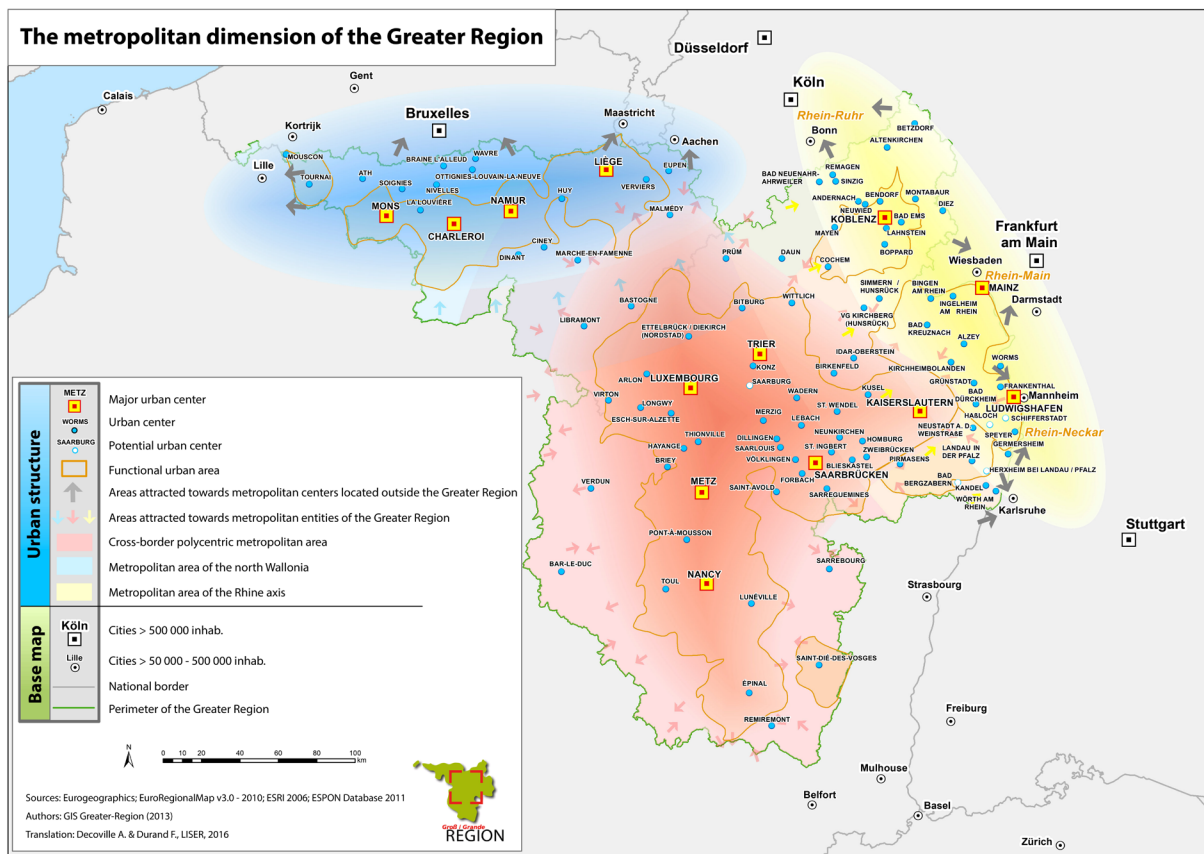 The metropolitan dimension of the Greater Region
Düsseldorf
Köln
Gent
Calais
Rhein-Ruhr
Bruxelles
Maastricht
BETZDORF
Kortrijk
Bonn
ALTENKIRCHEN
Aachen
MOUSCON
WAVRE
BRAINE L'ALLEUD
LIÈGE
Lille
EUPEN
REMAGEN
TOURNAI
ATH
OTTIGNIES-LOUVAIN-LA-NEUVE
BAD NEUENAHR-
AHRWEILER
SINZIG
SOIGNIES
NIVELLES
HUY
VERVIERS
ANDERNACH
BENDORF
MONTABAUR
LA LOUVIÈRE
NAMUR
MONS
MALMÉDY
NEUWIED
DIEZ
KOBLENZ
BAD EMS
CHARLEROI
MAYEN
LAHNSTEIN
Frankfurt
am Main
CINEY
DINANT
MARCHE-EN-FAMENNE
PRÜM
DAUN
COCHEM
BOPPARD
Wiesbaden
Rhein-Main
SIMMERN /
HUNSRÜCK
BINGEN
AM RHEIN
MAINZ
BASTOGNE
BITBURG
WITTLICH
INGELHEIM
AM RHEIN
Darmstadt
LIBRAMONT
ETTELBRÜCK / DIEKIRCH
(NORDSTAD)
VG KIRCHBERG
(HUNSRÜCK)
BAD
KREUZNACH
ALZEY
TRIER
IDAR-OBERSTEIN
KONZ
BIRKENFELD
KIRCHHEIMBOLANDEN
WORMS
ARLON
LUXEMBOURG
SAARBURG
KUSEL
GRÜNSTADT
FRANKENTHAL
Mannheim
VIRTON
LONGWY
WADERN
KAISERSLAUTERN
BAD
DÜRCKHEIM
LUDWIGSHAFEN
ESCH-SUR-ALZETTE
MERZIG
LEBACH
ST. WENDEL
HAẞLOCH
SCHIFFERSTADT
NEUSTADT A. D.
WEINSTRAẞE
SPEYER
Rhein-Neckar
THIONVILLE
DILLINGEN
NEUNKIRCHEN
HOMBURG
GERMERSHEIM
HAYANGE
SAARLOUIS
ST. INGBERT
ZWEIBRÜCKEN
LANDAU IN
DER PFALZ
BRIEY
VÖLKLINGEN
BLIESKASTEL
PIRMASENS
HERXHEIM BEI LANDAU / PFALZ
SAARBRÜCKEN
VERDUN
METZ
FORBACH
BAD
BERGZABERN
KANDEL
SAINT-AVOLD
SARREGUEMINES
WÖRTH AM
RHEIN
Karlsruhe
PONT-A-MOUSSON
Stuttgart
BAR-LE-DUC
SARREBOURG
TOUL
NANCY
LUNÉVILLE
Strasbourg
SAINT-DIÉ-DES-VOSGES
ÉPINAL
REMIREMONT
Freiburg
Mulhouse
Belfort
Basel
Zürich
Urban structure
METZ
Major urban center
WORMS
Urban center
SAARBURG
Potential urban center
Functional urban area
Areas attracted towards metropolitan centers located outside the Greater Region
Areas attracted towards metropolitan entities of the Greater Region
Cross-border polycentric metropolitan area
Metropolitan area of the north Wallonia
Metropolitan area of the Rhine axis
Base map
Köln
Cities > 500 000 inhab.
Lille
Cities > 50 000 - 500 000 inhab.
National border
Perimeter of the Greater Region
N
0 10 20 40 60 80 100
km
Sources: Eurogeographics; EuroRegionalMap v3.0 - 2010; ESRI 2006; ESPON Database 2011
Authors: GIS Greater-Region (2013)
Translation: Decoville A. & Durand F., LISER, 2016
Groß / Grande
REGION